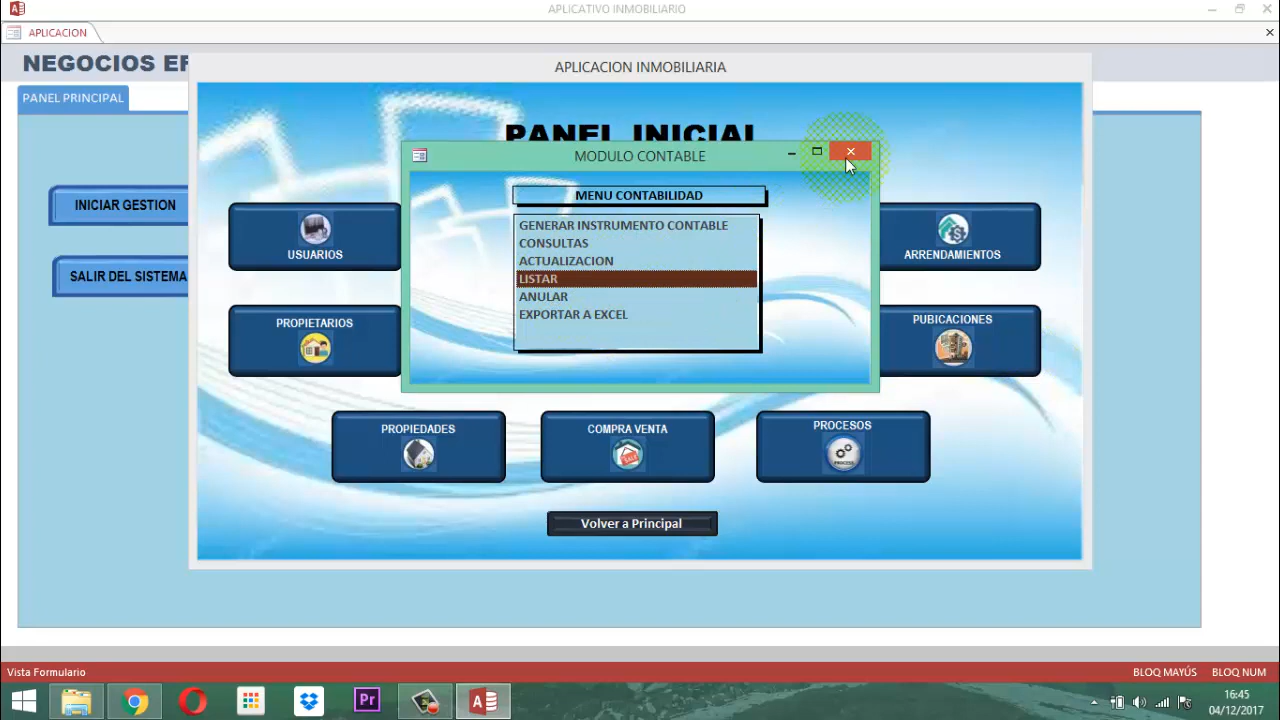 APLICATIVO INMOBILIARIO
APLICACION
NEGOCIOS
APLICACION INMOBILIARIA
PANEL PRINCIPAL
PANEL INICIAL
MODULO CONTABLE
MENU CONTABILIDAD
GENERAR INSTRUMENTO CONTABLE
CONSULTAS
ACTUALIZACION
LISTAR
ANULAR
EXPORTAR A EXCEL
INICIAR GESTION
SALIR DEL SISTEMA
USUARIOS
ARRENDAMIENTOS
PROPIETARIOS
PUBICACIONES
PROPIEDADES
COMPRA VENTA
PROCESOS
PROCESS
Volver a Principal
Vista Formulario
BLOQ MAYÚS
BLOQ NUM
Pr
16:45
04/12/2017